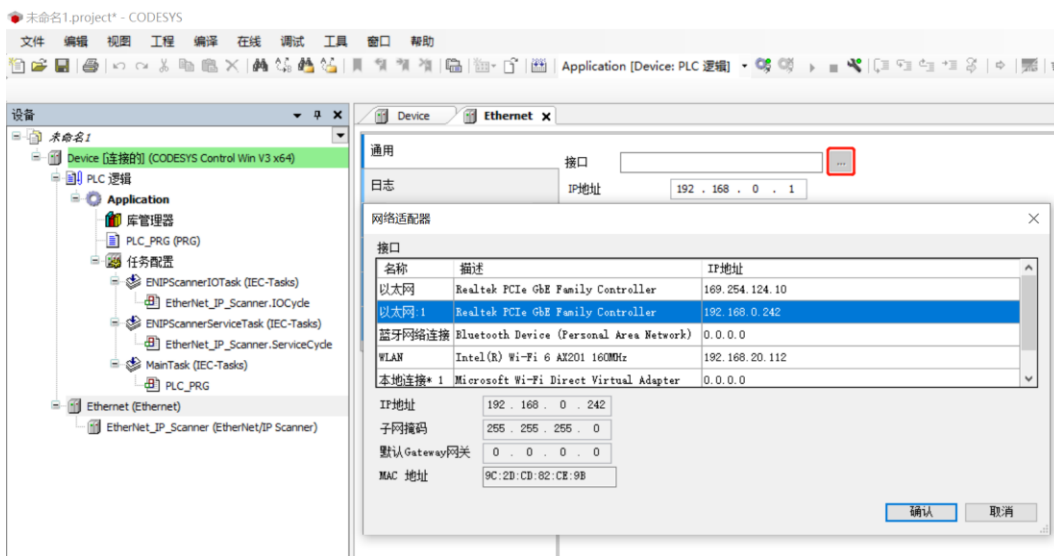 未命名1.project* - CODESYS
文件 编辑 视图 工程 编译 在线 调试 工具 窗口 帮助
Application [Device: PLC 逻辑]
设备
未命名1
Device [连接的] (CODESYS Control Win V3 x64)
PLC 逻辑
Application
库管理器
PLC_PRG (PRG)
任务配置
ENIPScannerIOTask (IEC-Tasks)
EtherNet_IP_Scanner.IOCycle
ENIPScannerServiceTask (IEC-Tasks)
EtherNet_IP_Scanner.ServiceCycle
MainTask (IEC-Tasks)
PLC_PRG
Ethernet (Ethernet)
EtherNet_IP_Scanner (EtherNet/IP Scanner)
Device Ethernet
通用
日志
接口 ...
IP地址 192 . 168 . 0 . 1
网络适配器
接口
名称 描述 IP地址
以太网 Realtek PCIe GbE Family Controller 169.254.124.10
以太网:1 Realtek PCIe GbE Family Controller 192.168.0.242
蓝牙网络连接 Bluetooth Device (Personal Area Network) 0.0.0.0
WLAN Intel(R) Wi-Fi 6 AX201 160MHz 192.168.20.112
本地连接* 1 Microsoft Wi-Fi Direct Virtual Adapter 0.0.0.0
IP地址 192 . 168 . 0 . 242
子网掩码 255 . 255 . 255 . 0
默认Gateway网关 0 . 0 . 0 . 0
MAC 地址 9C:2D:CD:82:CE:9B
确认 取消